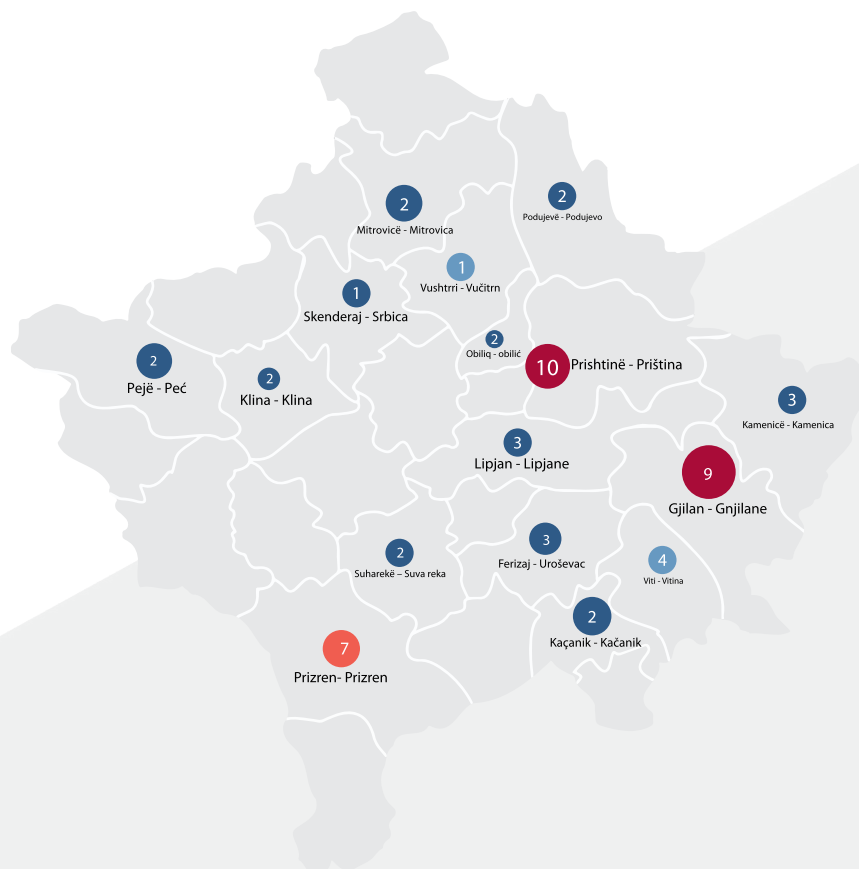 2
Mitrovicë - Mitrovica
2
Podujevë - Podujevo
1
Vushtrri - Vučitrn
1
Skenderaj - Srbica
2
Obiliq - obilić
10
Prishtinë - Priština
2
Pejë - Peć
2
Klina - Klina
3
Kamenicë - Kamenica
3
Lipjan - Lipjane
9
Gjilan - Gnjilane
2
Suharekë – Suva reka
3
Ferizaj - Uroševac
4
Viti - Vitina
2
Kaçanik - Kačanik
7
Prizren- Prizren